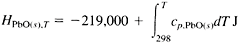 H_{PbO(s),T} = −219,000 + ∫_{298}^{T} c_{p,PbO(s)} dT J